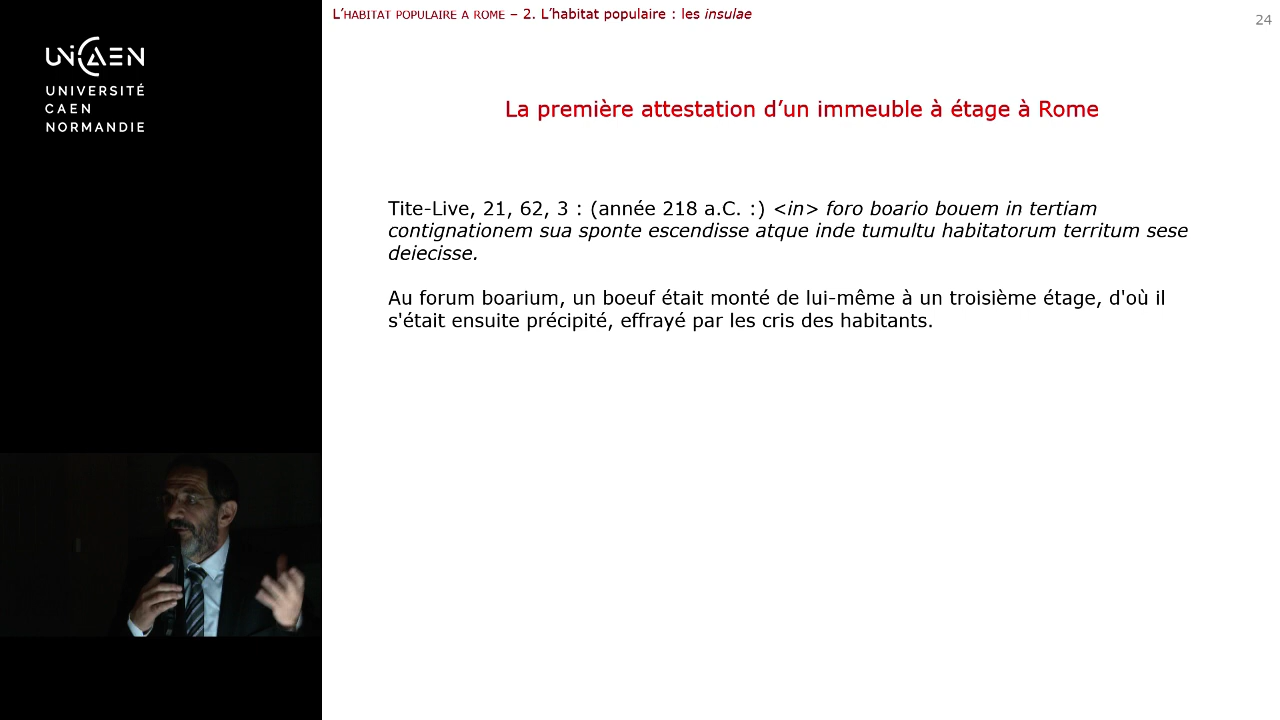 UNICAEN
UNIVERSITÉ
CAEN
NORMANDIE
L’HABITAT POPULAIRE A ROME – 2. L’habitat populaire : les insulae
24
La première attestation d’un immeuble à étage à Rome
Tite-Live, 21, 62, 3 : (année 218 a.C. :) <in> foro boario bouem in tertiam
contignationem sua sponte escendisse atque inde tumultu habitatorum territum sese
deiecisse.
Au forum boarium, un boeuf était monté de lui-même à un troisième étage, d'où il
s'était ensuite précipité, effrayé par les cris des habitants.